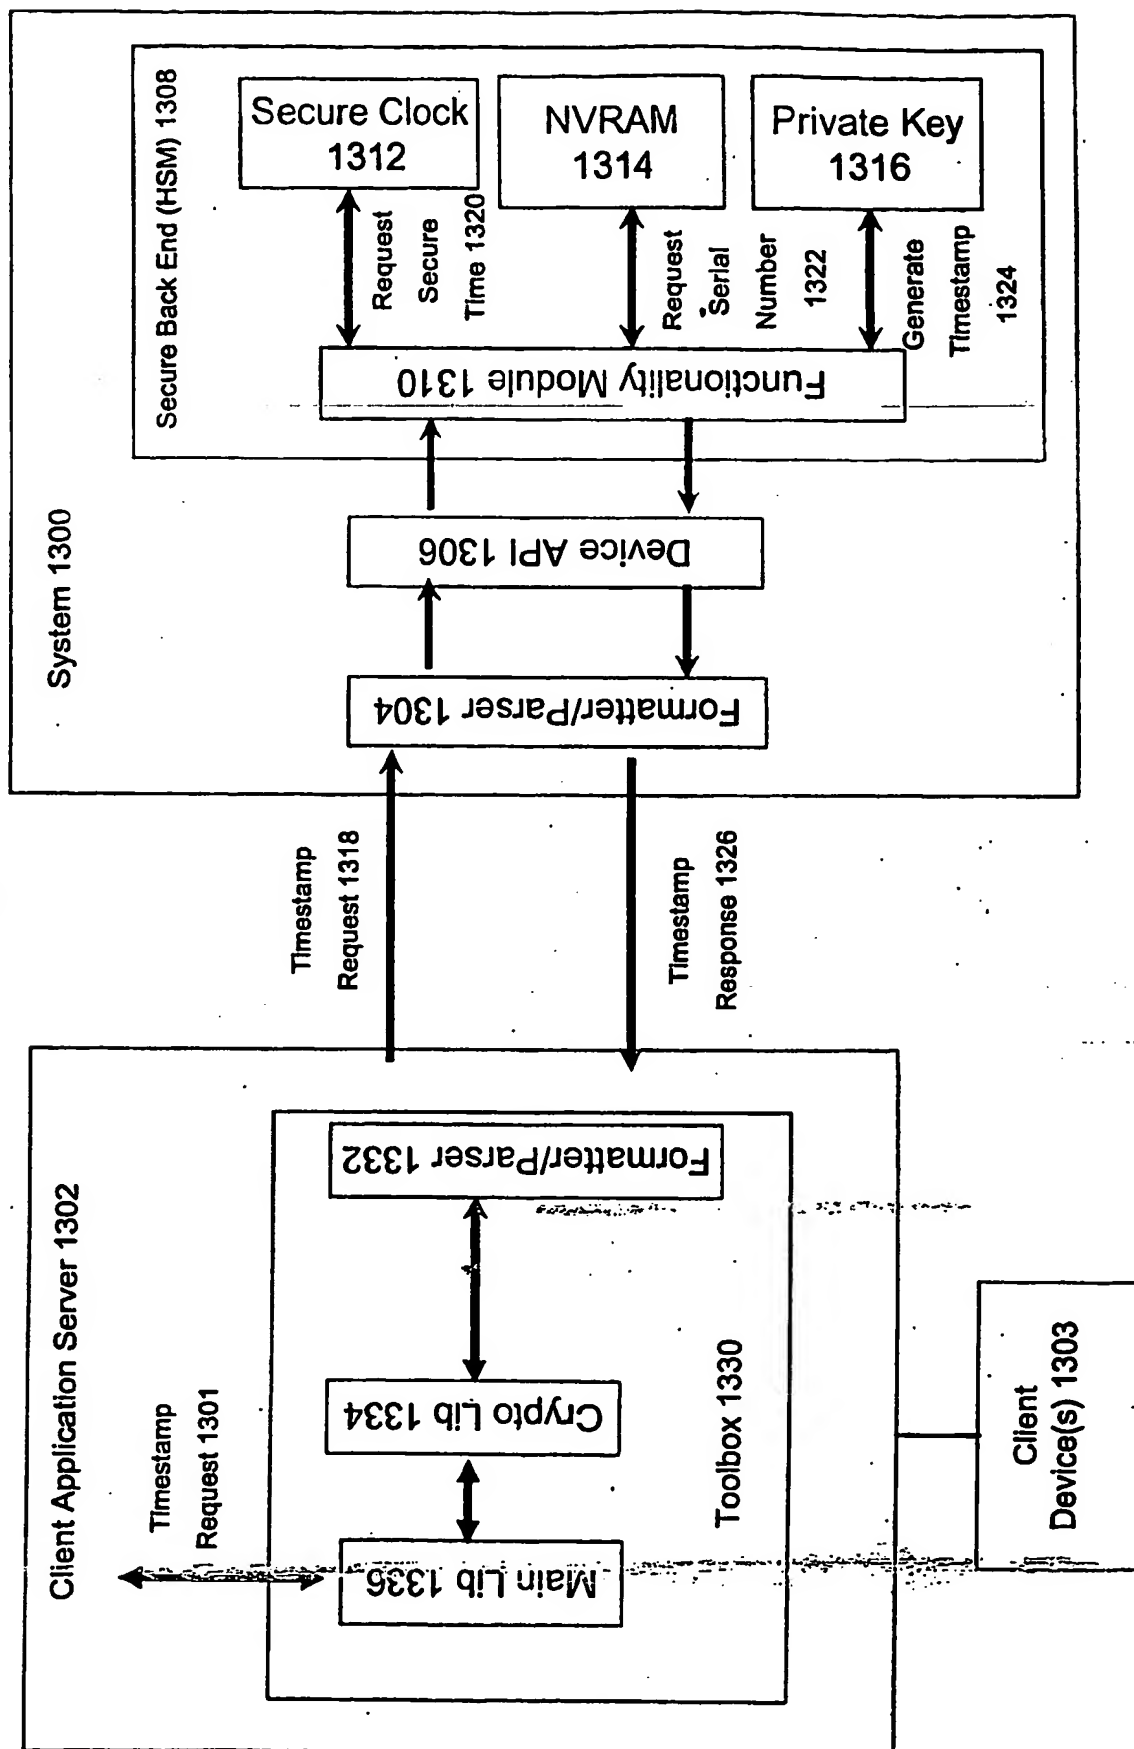 System 1300
Secure Back End (HSM) 1308
Secure Clock
1312
NVRAM
1314
Private Key
1316
Request
Secure
Time 1320
Request
Serial
Number
1322
Generate
Timestamp
1324
Functionality Module 1310
Device API 1306
Formatter/Parser 1304
Timestamp
Request 1318
Timestamp
Response 1326
Client Application Server 1302
Timestamp
Request 1301
Formatter/Parser 1332
Crypto Lib 1334
Main Lib 1336
Toolbox 1330
Client
Device(s) 1303